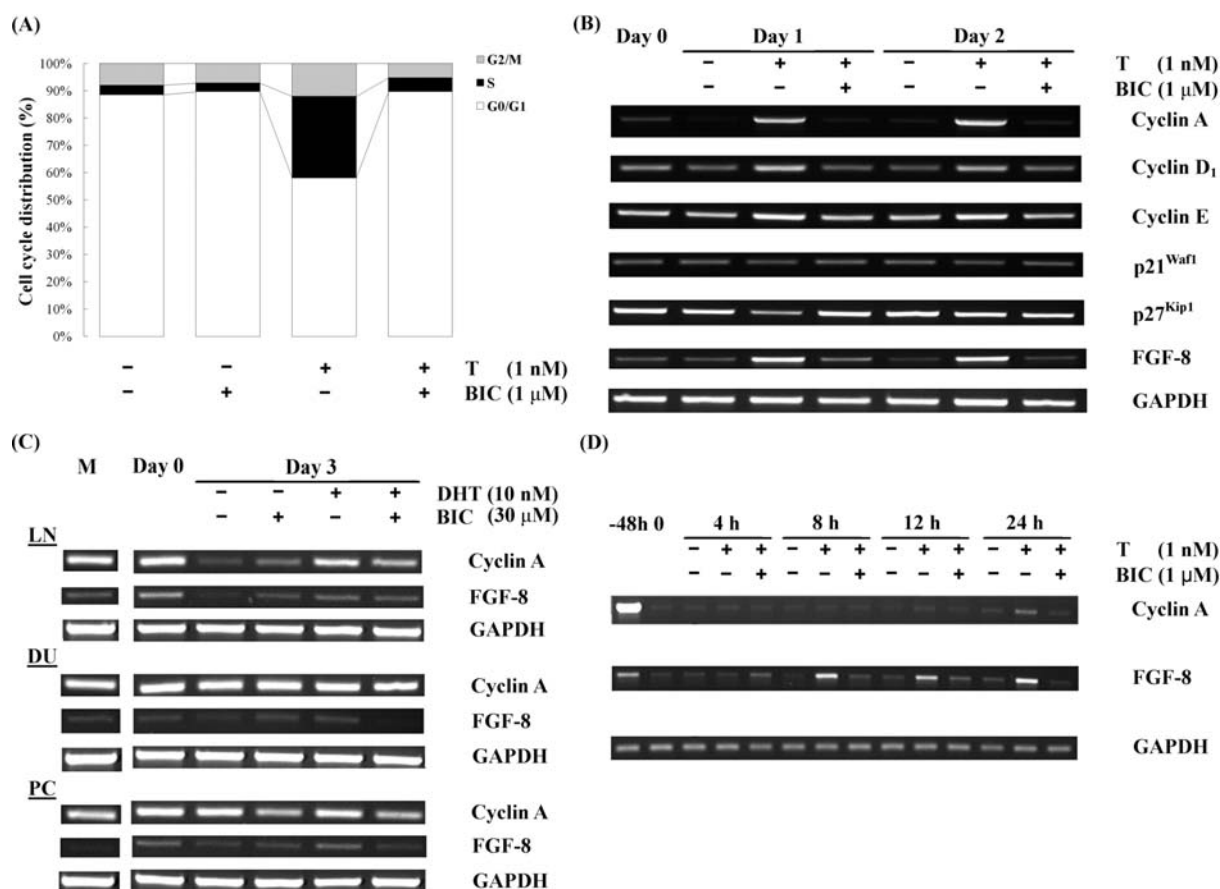 (A)
100%
90%
80%
70%
60%
50%
40%
30%
20%
10%
0%
Cell cycle distribution (%)
G2/M
S
G0/G1
− − + + T (1 nM)
− + − + BIC (1 μM)
(B)
Day 0 Day 1 Day 2
− + + − + + T (1 nM)
− − + − − + BIC (1 μM)
Cyclin A
Cyclin D1
Cyclin E
p21Waf1
p27Kip1
FGF-8
GAPDH
(C)
M Day 0 Day 3
− − + + DHT (10 nM)
− + − + BIC (30 μM)
LN
Cyclin A
FGF-8
GAPDH
DU
Cyclin A
FGF-8
GAPDH
PC
Cyclin A
FGF-8
GAPDH
(D)
-48h 0 4 h 8 h 12 h 24 h
− + + − + + − + + − + + T (1 nM)
− − + − − + − − + − − + BIC (1 μM)
Cyclin A
FGF-8
GAPDH